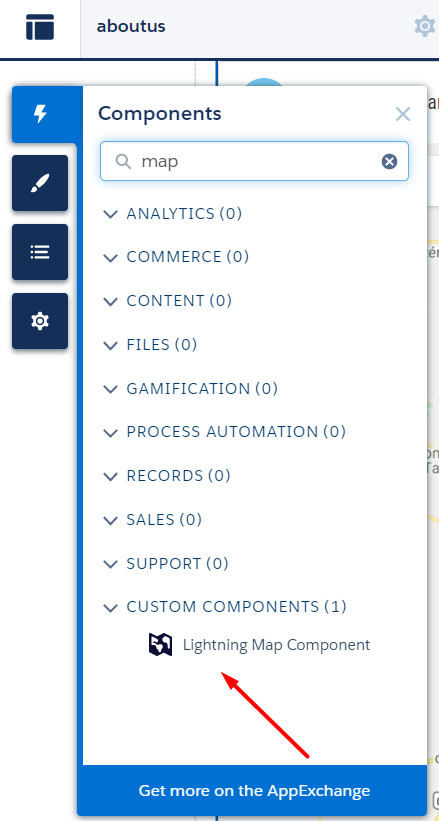 aboutus
Components
map
ANALYTICS (0)
COMMERCE (0)
CONTENT (0)
FILES (0)
GAMIFICATION (0)
PROCESS AUTOMATION (0)
RECORDS (0)
SALES (0)
SUPPORT (0)
CUSTOM COMPONENTS (1)
Lightning Map Component
Get more on the AppExchange